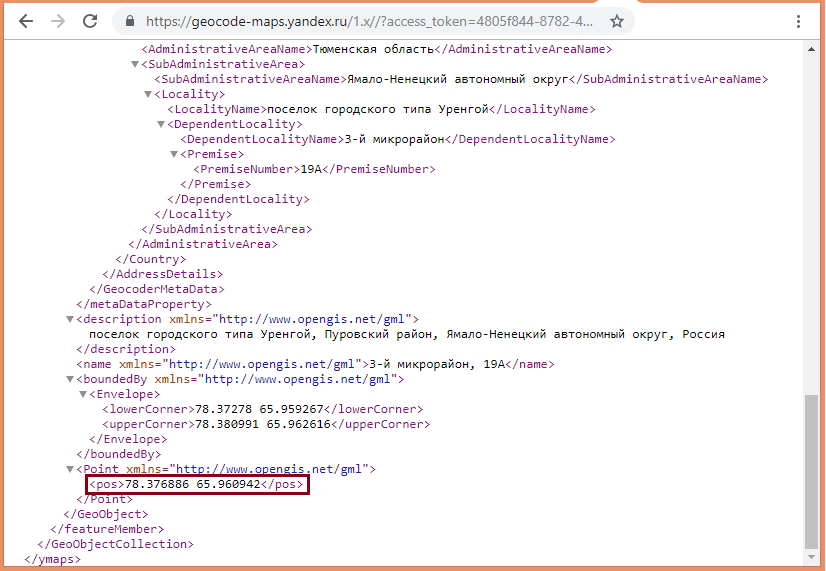 https://geocode-maps.yandex.ru/1.x//?access_token=4805f844-8782-4...
<AdministrativeAreaName>Тюменская область</AdministrativeAreaName>
▼<SubAdministrativeArea>
<SubAdministrativeAreaName>Ямало-Ненецкий автономный округ</SubAdministrativeAreaName>
▼<Locality>
<LocalityName>поселок городского типа Уренгой</LocalityName>
▼<DependentLocality>
<DependentLocalityName>3-й микрорайон</DependentLocalityName>
▼<Premise>
<PremiseNumber>19А</PremiseNumber>
</Premise>
</DependentLocality>
</Locality>
</SubAdministrativeArea>
</AdministrativeArea>
</Country>
</AddressDetails>
</GeocoderMetaData>
</metaDataProperty>
▼<description xmlns="http://www.opengis.net/gml">
поселок городского типа Уренгой, Пуровский район, Ямало-Ненецкий автономный округ, Россия
</description>
<name xmlns="http://www.opengis.net/gml">3-й микрорайон, 19А</name>
▼<boundedBy xmlns="http://www.opengis.net/gml">
▼<Envelope>
<lowerCorner>78.37278 65.959267</lowerCorner>
<upperCorner>78.380991 65.962616</upperCorner>
</Envelope>
</boundedBy>
▼<Point xmlns="http://www.opengis.net/gml">
<pos>78.376886 65.960942</pos>
</Point>
</GeoObject>
</featureMember>
</GeoObjectCollection>
</ymaps>